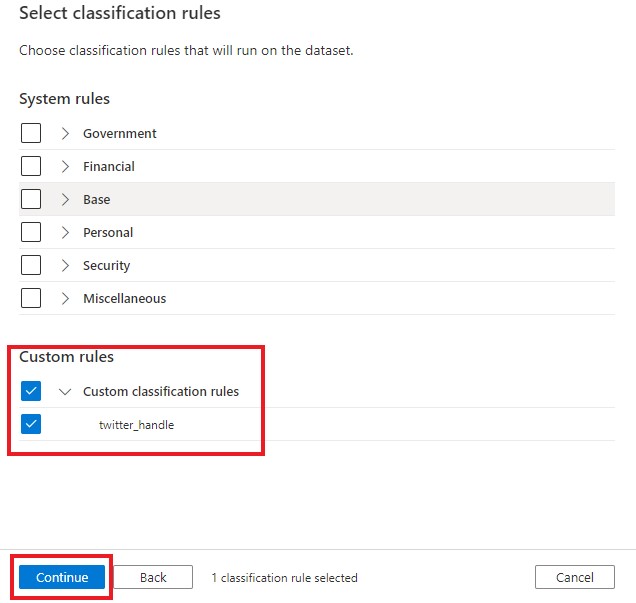 Select classification rules
Choose classification rules that will run on the dataset.
System rules
Government
Financial
Base
Personal
Security
Miscellaneous
Custom rules
Custom classification rules
twitter_handle
Continue Back 1 classification rule selected Cancel